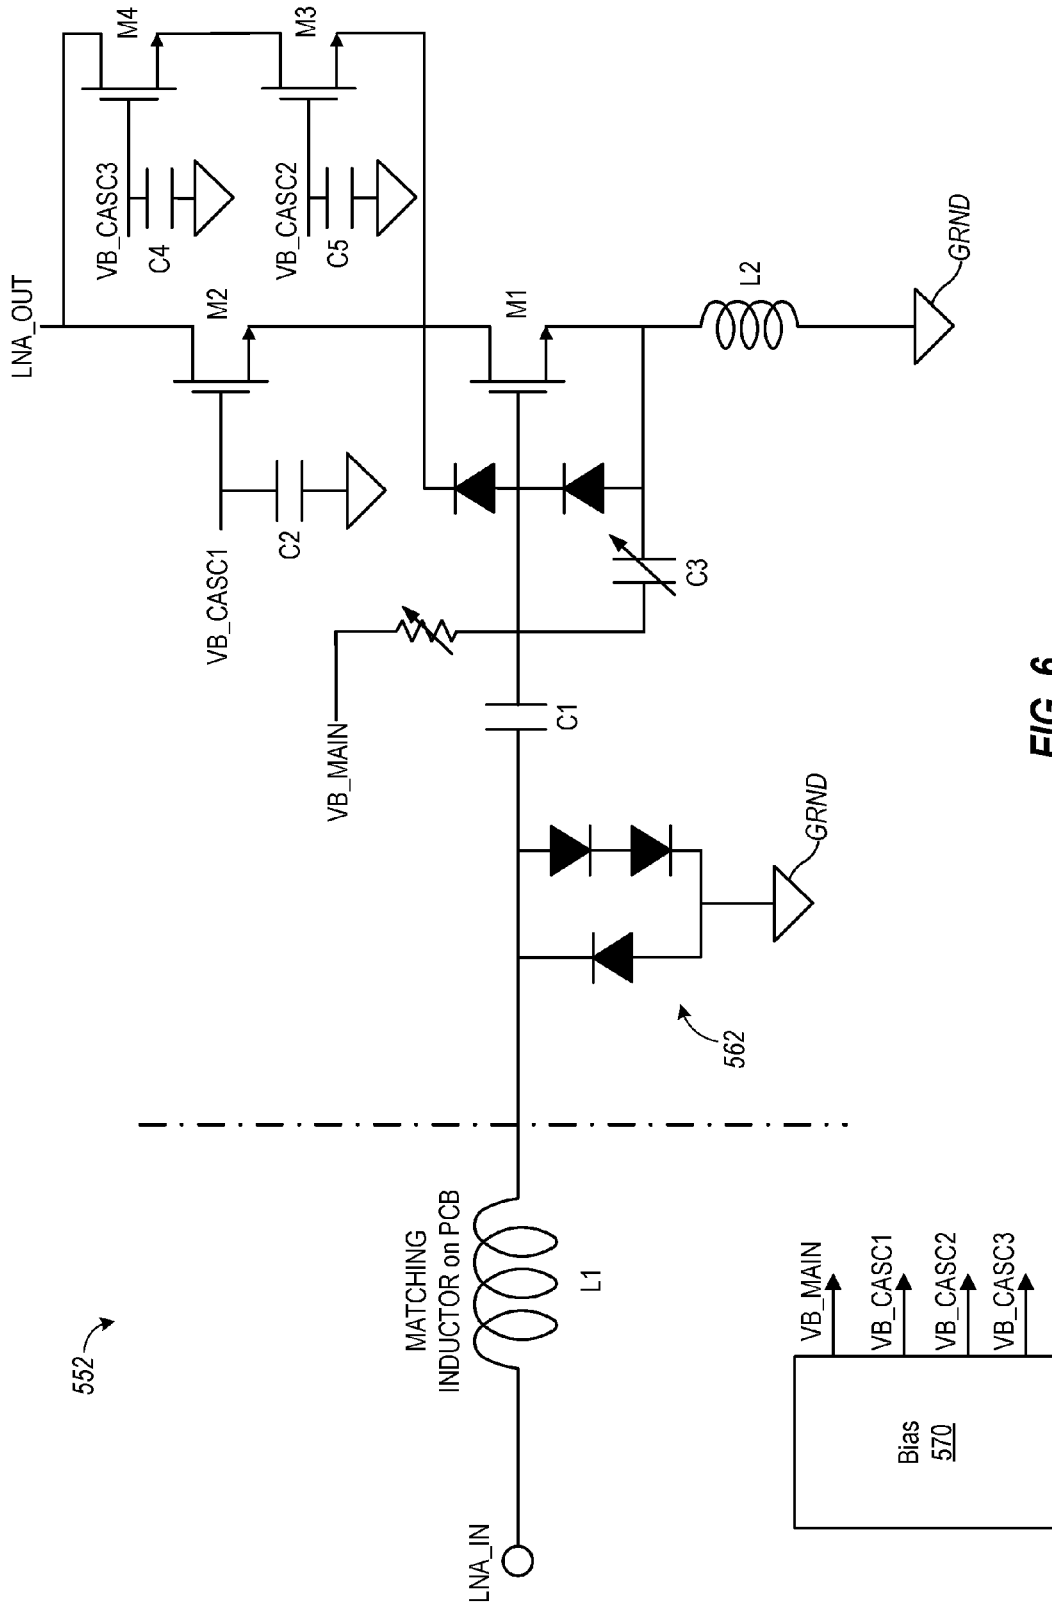 552
LNA_IN
MATCHING
INDUCTOR on PCB
L1
562
GRND
VB_MAIN
C1
VB_CASC1
C2
C3
LNA_OUT
M2
M1
VB_CASC3
C4
VB_CASC2
C5
M4
M3
L2
GRND
Bias
570
VB_MAIN
VB_CASC1
VB_CASC2
VB_CASC3
FIG. 6